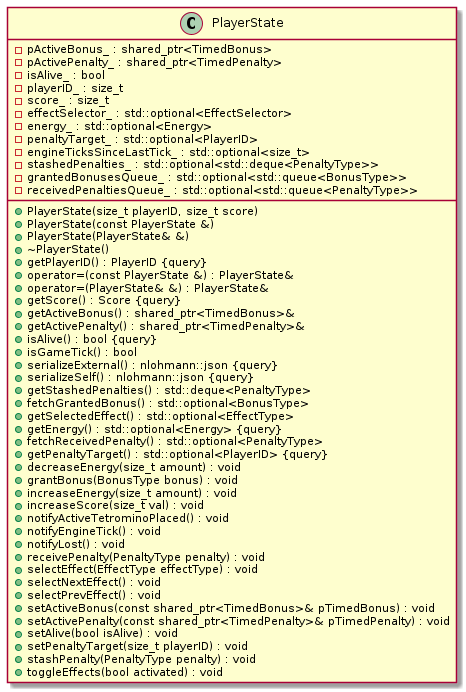 C PlayerState
pActiveBonus_ : shared_ptr<TimedBonus>
pActivePenalty_ : shared_ptr<TimedPenalty>
isAlive_ : bool
playerID_ : size_t
score_ : size_t
effectSelector_ : std::optional<EffectSelector>
energy_ : std::optional<Energy>
penaltyTarget_ : std::optional<PlayerID>
engineTicksSinceLastTick_ : std::optional<size_t>
stashedPenalties_ : std::optional<std::deque<PenaltyType>>
grantedBonusesQueue_ : std::optional<std::queue<BonusType>>
receivedPenaltiesQueue_ : std::optional<std::queue<PenaltyType>>
PlayerState(size_t playerID, size_t score)
PlayerState(const PlayerState &)
PlayerState(PlayerState& &)
~PlayerState()
getPlayerID() : PlayerID {query}
operator=(const PlayerState &) : PlayerState&
operator=(PlayerState& &) : PlayerState&
getScore() : Score {query}
getActiveBonus() : shared_ptr<TimedBonus>&
getActivePenalty() : shared_ptr<TimedPenalty>&
isAlive() : bool {query}
isGameTick() : bool
serializeExternal() : nlohmann::json {query}
serializeSelf() : nlohmann::json {query}
getStashedPenalties() : std::deque<PenaltyType>
fetchGrantedBonus() : std::optional<BonusType>
getSelectedEffect() : std::optional<EffectType>
getEnergy() : std::optional<Energy> {query}
fetchReceivedPenalty() : std::optional<PenaltyType>
getPenaltyTarget() : std::optional<PlayerID> {query}
decreaseEnergy(size_t amount) : void
grantBonus(BonusType bonus) : void
increaseEnergy(size_t amount) : void
increaseScore(size_t val) : void
notifyActiveTetrominoPlaced() : void
notifyEngineTick() : void
notifyLost() : void
receivePenalty(PenaltyType penalty) : void
selectEffect(EffectType effectType) : void
selectNextEffect() : void
selectPrevEffect() : void
setActiveBonus(const shared_ptr<TimedBonus>& pTimedBonus) : void
setActivePenalty(const shared_ptr<TimedPenalty>& pTimedPenalty) : void
setAlive(bool isAlive) : void
setPenaltyTarget(size_t playerID) : void
stashPenalty(PenaltyType penalty) : void
toggleEffects(bool activated) : void